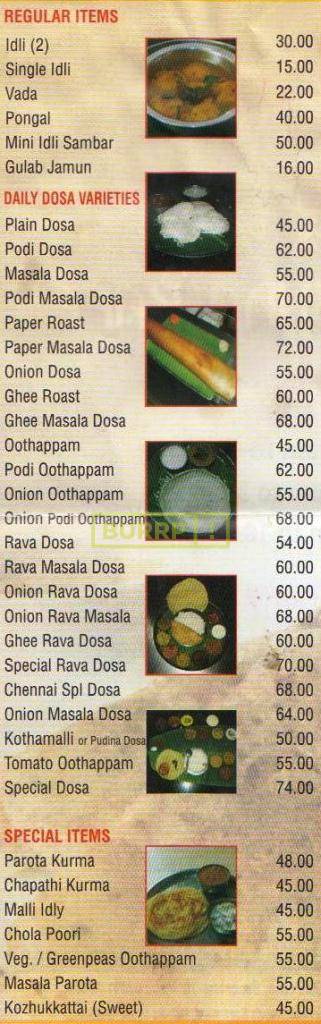 REGULAR ITEMS
Idli (2) 30.00
Single Idli 15.00
Vada 22.00
Pongal 40.00
Mini Idli Sambar 50.00
Gulab Jamun 16.00
DAILY DOSA VARIETIES
Plain Dosa 45.00
Podi Dosa 62.00
Masala Dosa 55.00
Podi Masala Dosa 70.00
Paper Roast 65.00
Paper Masala Dosa 72.00
Onion Dosa 55.00
Ghee Roast 60.00
Ghee Masala Dosa 68.00
Oothappam 45.00
Podi Oothappam 62.00
Onion Oothappam 55.00
Onion Podi Oothappam 68.00
BURRP!
Rava Dosa 54.00
Rava Masala Dosa 60.00
Onion Rava Dosa 60.00
Onion Rava Masala 68.00
Ghee Rava Dosa 60.00
Special Rava Dosa 70.00
Chennai Spl Dosa 68.00
Onion Masala Dosa 64.00
Kothamalli or Pudina Dosa 50.00
Tomato Oothappam 55.00
Special Dosa 74.00
SPECIAL ITEMS
Parota Kurma 48.00
Chapathi Kurma 45.00
Malli Idly 45.00
Chola Poori 55.00
Veg. / Greenpeas Oothappam 55.00
Masala Parota 55.00
Kozhukkattai (Sweet) 45.00